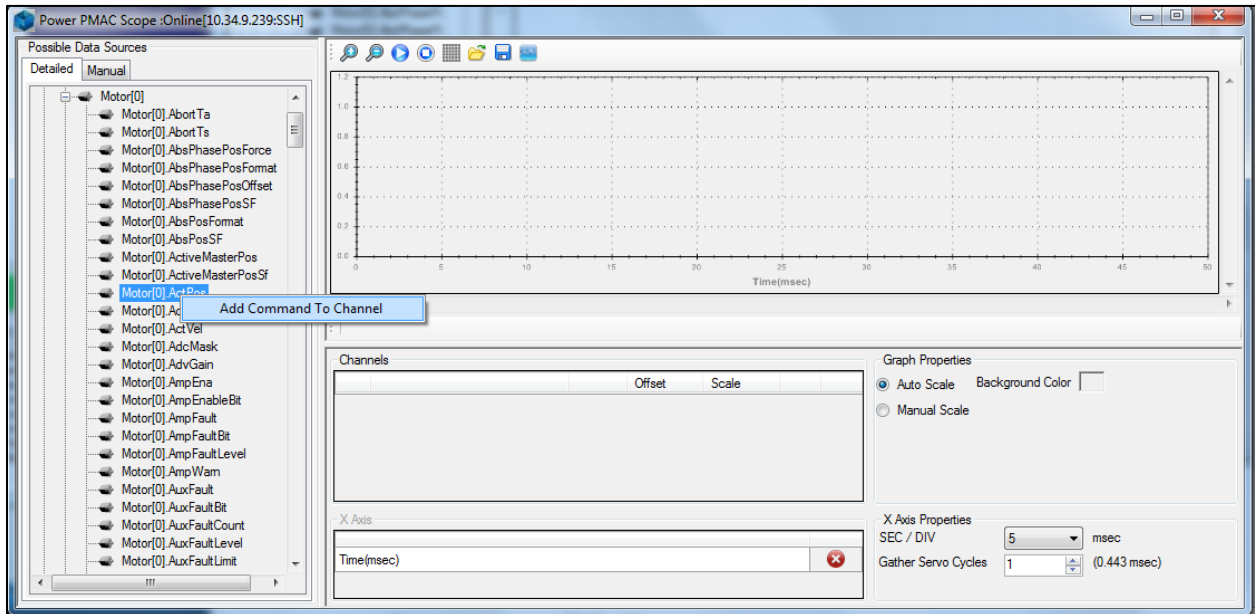 Power PMAC Scope :Online[10.34.9.239:SSH]
Possible Data Sources
Detailed
Manual
Motor[0]
Motor[0].AbortTa
Motor[0].AbortTs
Motor[0].AbsPhasePosForce
Motor[0].AbsPhasePosFormat
Motor[0].AbsPhasePosOffset
Motor[0].AbsPhasePosSF
Motor[0].AbsPosFormat
Motor[0].AbsPosSF
Motor[0].ActiveMasterPos
Motor[0].ActiveMasterPosSf
Motor[0].ActPos
Add Command To Channel
Motor[0].ActVel
Motor[0].AdcMask
Motor[0].AdvGain
Motor[0].AmpEna
Motor[0].AmpEnableBit
Motor[0].AmpFault
Motor[0].AmpFaultBit
Motor[0].AmpFaultLevel
Motor[0].AmpWarn
Motor[0].AuxFault
Motor[0].AuxFaultBit
Motor[0].AuxFaultCount
Motor[0].AuxFaultLevel
Motor[0].AuxFaultLimit
1.2
1.0
0.8
0.6
0.4
0.2
0.0
0 5 10 15 20 25 30 35 40 45 50
Time(msec)
Channels
Offset Scale
X Axis
Time(msec)
Graph Properties
Auto Scale Background Color
Manual Scale
X Axis Properties
SEC / DIV 5 msec
Gather Servo Cycles 1 (0.443 msec)